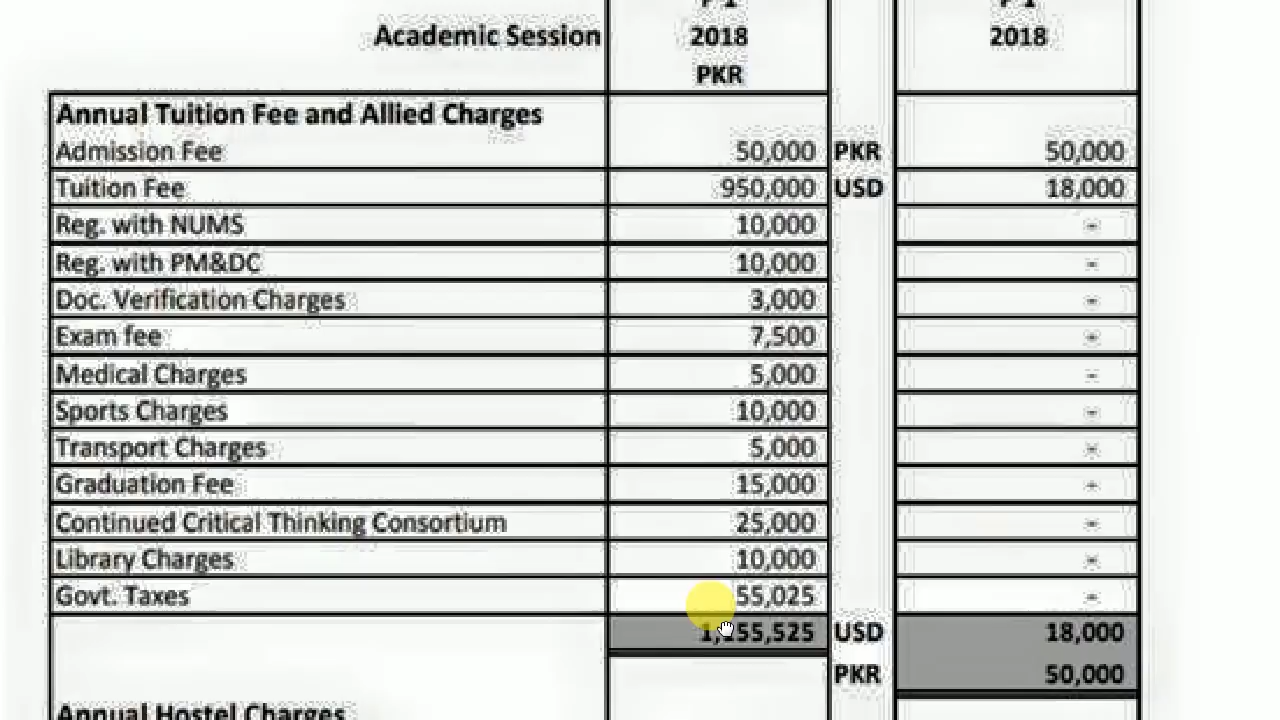 Academic Session 2018 2018
PKR
Annual Tuition Fee and Allied Charges
Admission Fee 50,000 PKR 50,000
Tuition Fee 950,000 USD 18,000
Reg. with NUMS 10,000 -
Reg. with PM&DC 10,000 -
Doc. Verification Charges 3,000 -
Exam fee 7,500 -
Medical Charges 5,000 -
Sports Charges 10,000 -
Transport Charges 5,000 -
Graduation Fee 15,000 -
Continued Critical Thinking Consortium 25,000 -
Library Charges 10,000 -
Govt. Taxes 55,025 -
1,155,525 USD 18,000
PKR 50,000
Annual Hostel Charges